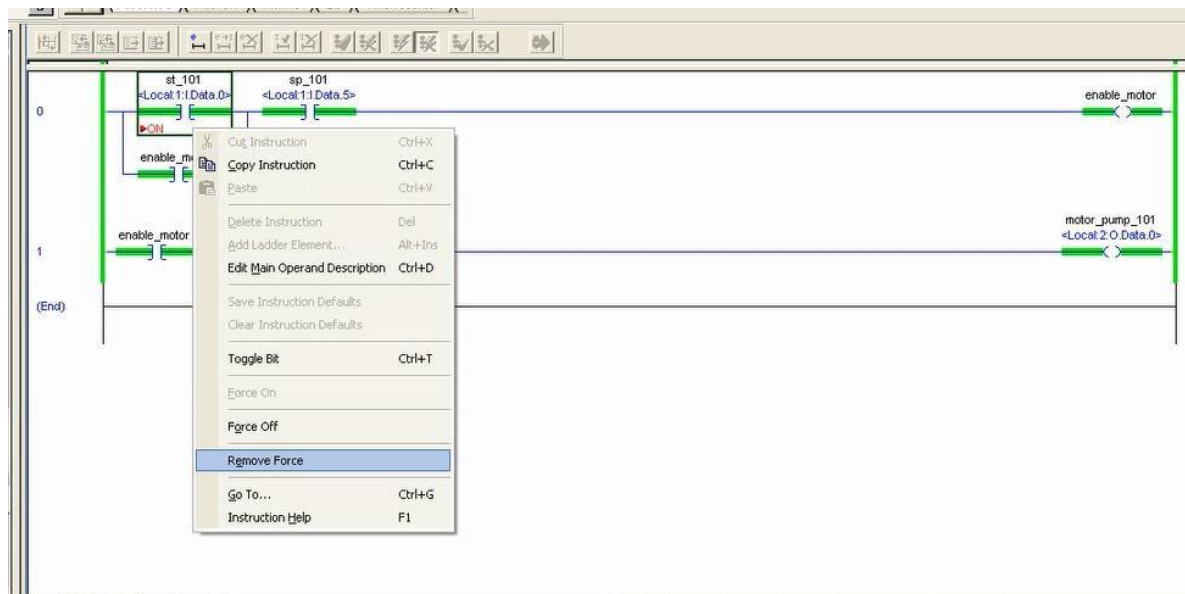 st_101
<Local:1:I.Data.0>
sp_101
<Local:1:I.Data.5>
enable_motor
0
ON
enable_m
Cut Instruction Ctrl+X
Copy Instruction Ctrl+C
Paste Ctrl+V
Delete Instruction Del
Add Ladder Element... Alt+Ins
Edit Main Operand Description Ctrl+D
Save Instruction Defaults
Clear Instruction Defaults
Toggle Bit Ctrl+T
Force On
Force Off
Remove Force
Go To... Ctrl+G
Instruction Help F1
enable_motor
motor_pump_101
<Local:2:O.Data.0>
1
(End)